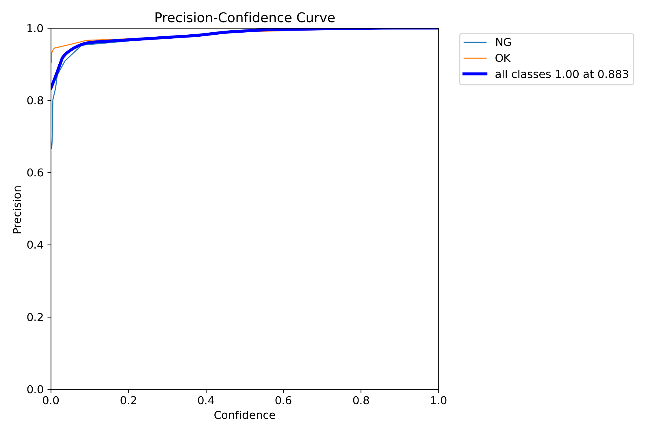 Precision-Confidence Curve
1.0
0.8
0.6
0.4
0.2
0.0
Precision
0.0 0.2 0.4 0.6 0.8 1.0
Confidence
NG
OK
all classes 1.00 at 0.883